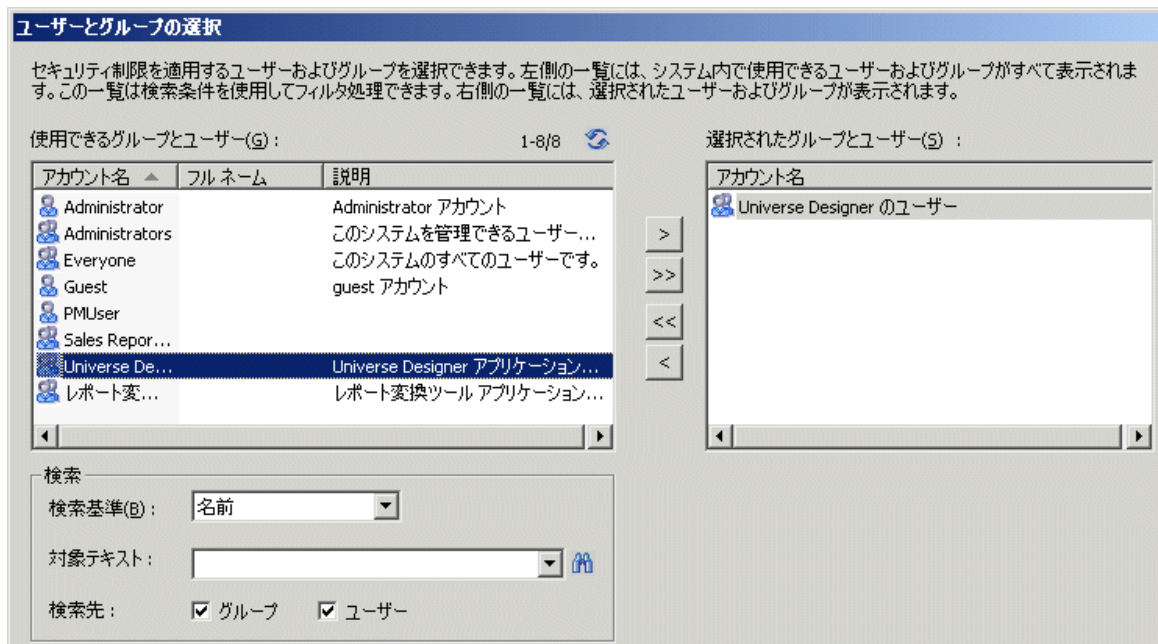 ユーザーとグループの選択
セキュリティ制限を適用するユーザーおよびグループを選択できます。左側の一覧には、システム内で使用できるユーザーおよびグループがすべて表示されま
す。この一覧は検索条件を使用してフィルタ処理できます。右側の一覧には、選択されたユーザーおよびグループが表示されます。
使用できるグループとユーザー(G)： 1-8/8
アカウント名 フル ネーム 説明
Administrator Administrator アカウント
Administrators このシステムを管理できるユーザー...
Everyone このシステムのすべてのユーザーです。
Guest guest アカウント
PMUser
Sales Repor...
Universe De... Universe Designer アプリケーション...
レポート変... レポート変換ツール アプリケーション...
>
>>
<<
<
選択されたグループとユーザー(S) ：
アカウント名
Universe Designer のユーザー
検索
検索基準(B)： 名前
対象テキスト：
検索先： グループ ユーザー